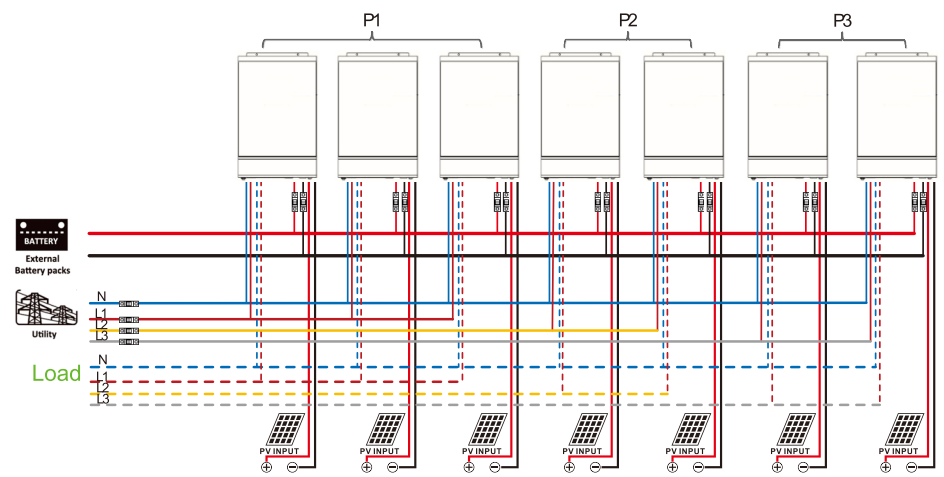 P1 P2 P3
BATTERY
External
Battery packs
N
L1
L2
L3
Utility
N
Load
L1
L2
L3
PV INPUT PV INPUT PV INPUT PV INPUT PV INPUT PV INPUT PV INPUT